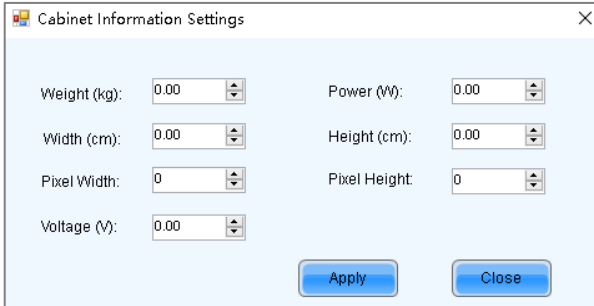 Cabinet Information Settings
Weight (kg): 0.00 Power (W): 0.00
Width (cm): 0.00 Height (cm): 0.00
Pixel Width: 0 Pixel Height: 0
Voltage (V): 0.00
Apply Close